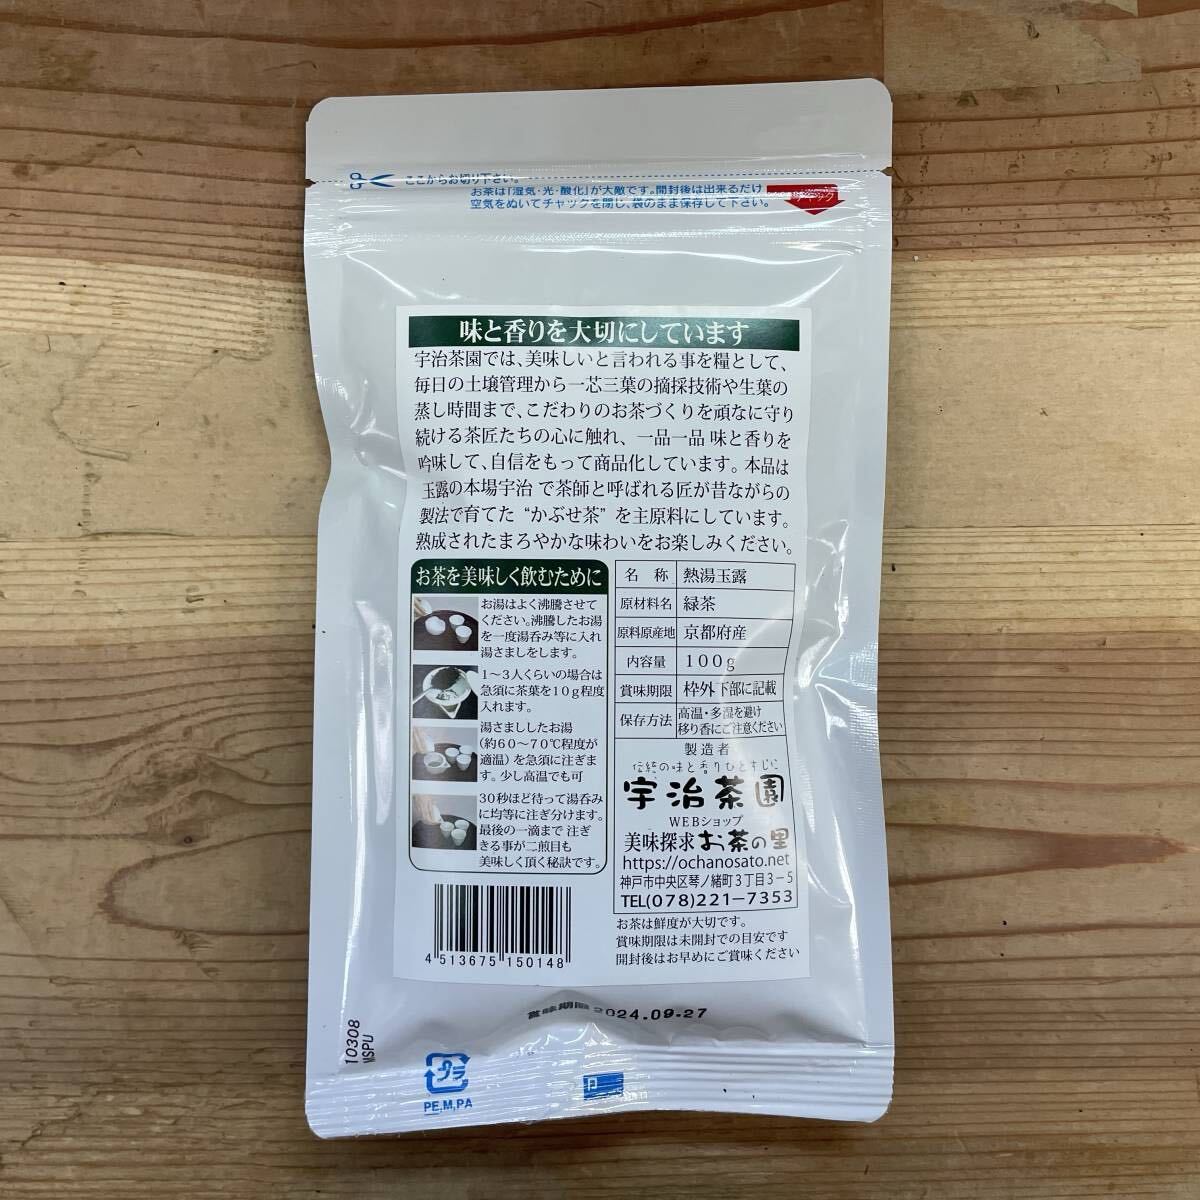 ここからお切り下さい。
お茶は「湿気・光・酸化」が大敵です。開封後は出来るだけ
空気をぬいてチャックを閉じ、袋のまま保存して下さい。
チャック
味と香りを大切にしています
宇治茶園では、美味しいと言われる事を糧として、
毎日の土壌管理から一芯三葉の摘採技術や生葉の
蒸し時間まで、こだわりのお茶づくりを頑なに守り
続ける茶匠たちの心に触れ、一品一品 味と香りを
吟味して、自信をもって商品化しています。本品は
玉露の本場宇治 で茶師と呼ばれる匠が昔ながらの
製法で育てた “かぶせ茶” を主原料にしています。
熟成されたまろやかな味わいをお楽しみください。
お茶を美味しく飲むために
お湯はよく沸騰させて
ください。沸騰したお湯
を一度湯呑み等に入れ
湯さましをします。
1～3人くらいの場合は
急須に茶葉を10g程度
入れます。
湯さまししたお湯
(約60～70℃程度が
適温) を急須に注ぎま
す。少し高温でも可
30秒ほど待って湯呑み
に均等に注ぎ分けます。
最後の一滴まで 注ぎ
きる事が二煎目も
美味しく頂く秘訣です。
名 称 熱湯玉露
原材料名 緑茶
原料原産地 京都府産
内容量 100g
賞味期限 枠外下部に記載
保存方法 高温・多湿を避け
移り香にご注意ください
製造者
伝統の味と香りひとすじに
宇治茶園
WEBショップ
美味探求 お茶の里
https://ochanosato.net
神戸市中央区琴ノ緒町3丁目3-5
TEL(078)221-7353
お茶は鮮度が大切です。
賞味期限は未開封での目安です
開封後はお早めにご賞味ください
4 513675 150148
賞味期限 2024.09.27
10308
プラ
PE,M,PA